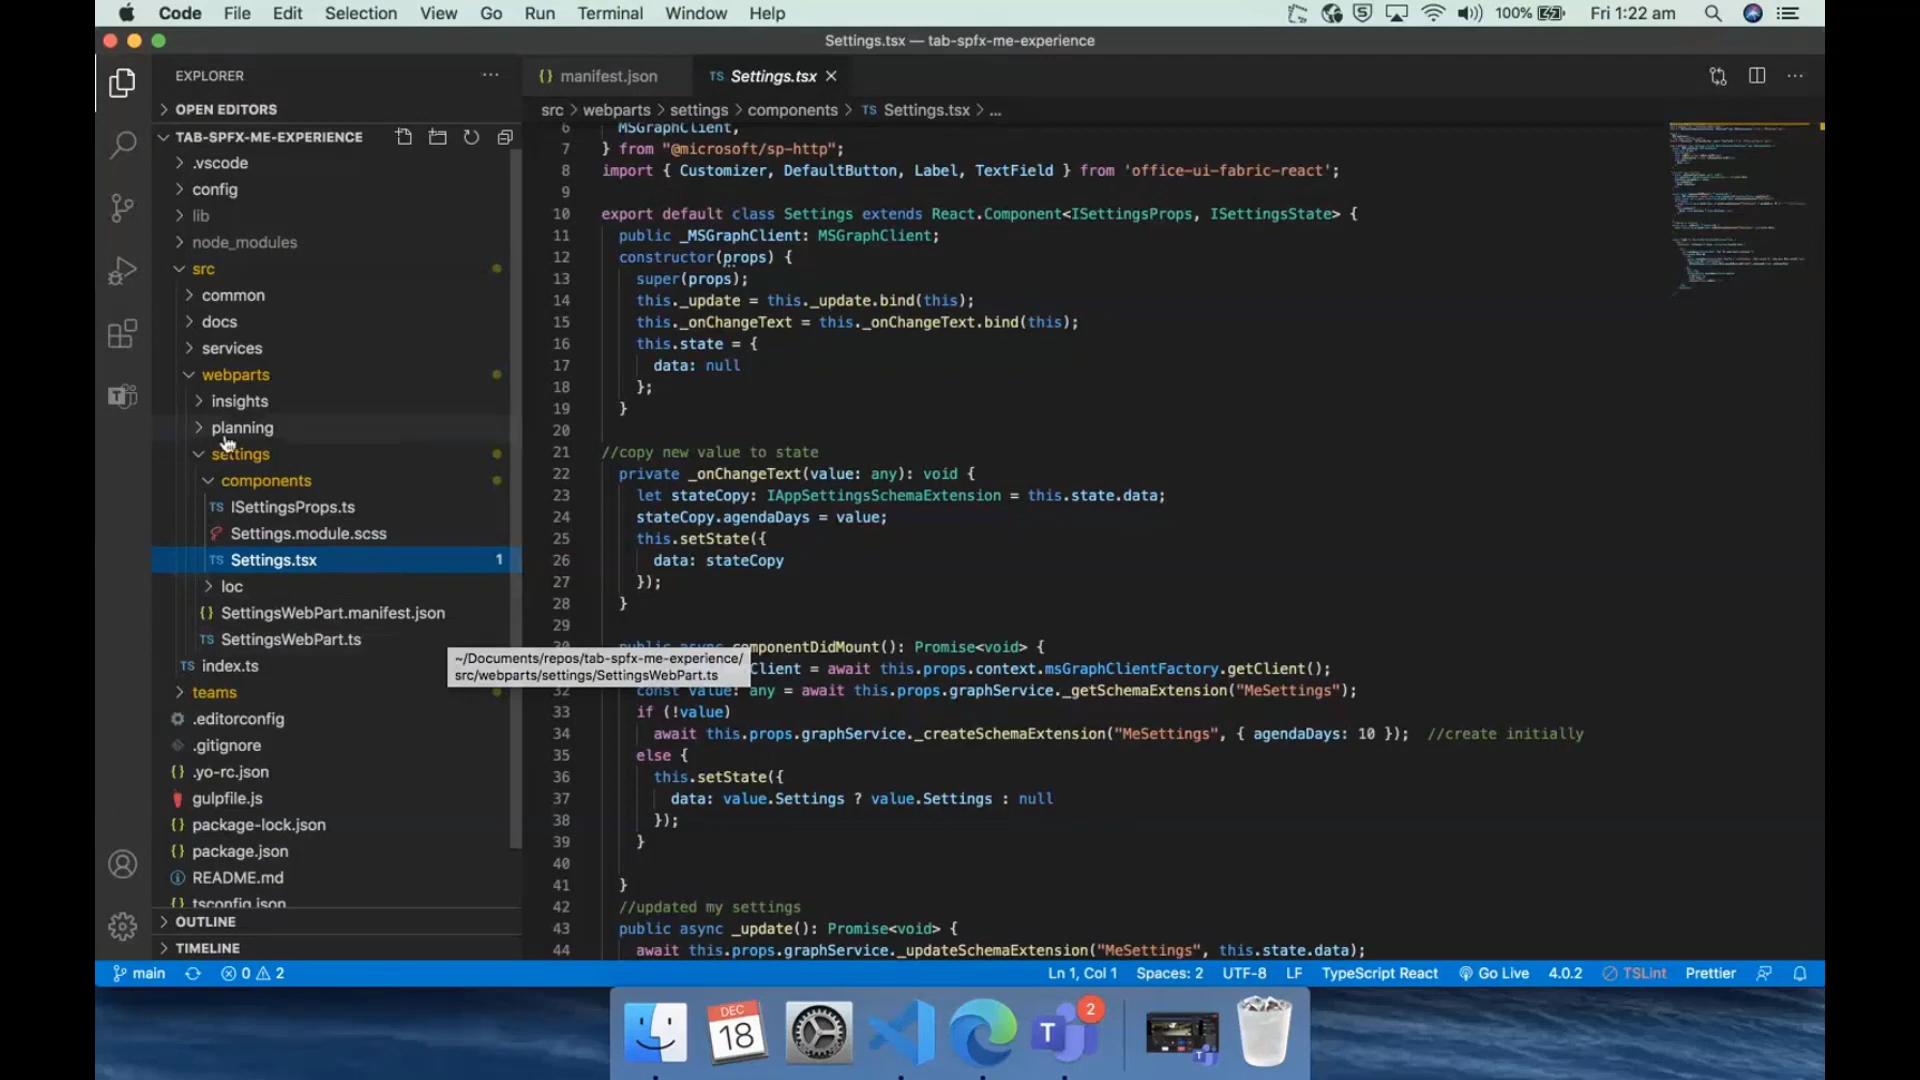 Code File Edit Selection View Go Run Terminal Window Help 100% Fri 1:22 am
Settings.tsx — tab-spfx-me-experience
EXPLORER
OPEN EDITORS
TAB-SPFX-ME-EXPERIENCE
.vscode
config
lib
node_modules
src
common
docs
services
webparts
insights
planning
settings
components
TS ISettingsProps.ts
Settings.module.scss
TS Settings.tsx 1
loc
{} SettingsWebPart.manifest.json
TS SettingsWebPart.ts
TS index.ts
teams
.editorconfig
.gitignore
{} .yo-rc.json
gulpfile.js
{} package-lock.json
{} package.json
README.md
{} tsconfig.json
OUTLINE
TIMELINE
~/Documents/repos/tab-spfx-me-experience/
src/webparts/settings/SettingsWebPart.ts
{} manifest.json TS Settings.tsx
src > webparts > settings > components > TS Settings.tsx > ...
6 MSGraphClient,
7 } from "@microsoft/sp-http";
8 import { Customizer, DefaultButton, Label, TextField } from 'office-ui-fabric-react';
9
10 export default class Settings extends React.Component<ISettingsProps, ISettingsState> {
11 public _MSGraphClient: MSGraphClient;
12 constructor(props) {
13 super(props);
14 this._update = this._update.bind(this);
15 this._onChangeText = this._onChangeText.bind(this);
16 this.state = {
17 data: null
18 };
19 }
20
21 //copy new value to state
22 private _onChangeText(value: any): void {
23 let stateCopy: IAppSettingsSchemaExtension = this.state.data;
24 stateCopy.agendaDays = value;
25 this.setState({
26 data: stateCopy
27 });
28 }
29
public async componentDidMount(): Promise<void> {
Client = await this.props.context.msGraphClientFactory.getClient();
32 const value: any = await this.props.graphService._getSchemaExtension("MeSettings");
33 if (!value)
34 await this.props.graphService._createSchemaExtension("MeSettings", { agendaDays: 10 }); //create initially
35 else {
36 this.setState({
37 data: value.Settings ? value.Settings : null
38 });
39 }
40
41 }
42 //updated my settings
43 public async _update(): Promise<void> {
44 await this.props.graphService._updateSchemaExtension("MeSettings", this.state.data);
main 0 2 Ln 1, Col 1 Spaces: 2 UTF-8 LF TypeScript React Go Live 4.0.2 TSLint Prettier
DEC
18
T
2